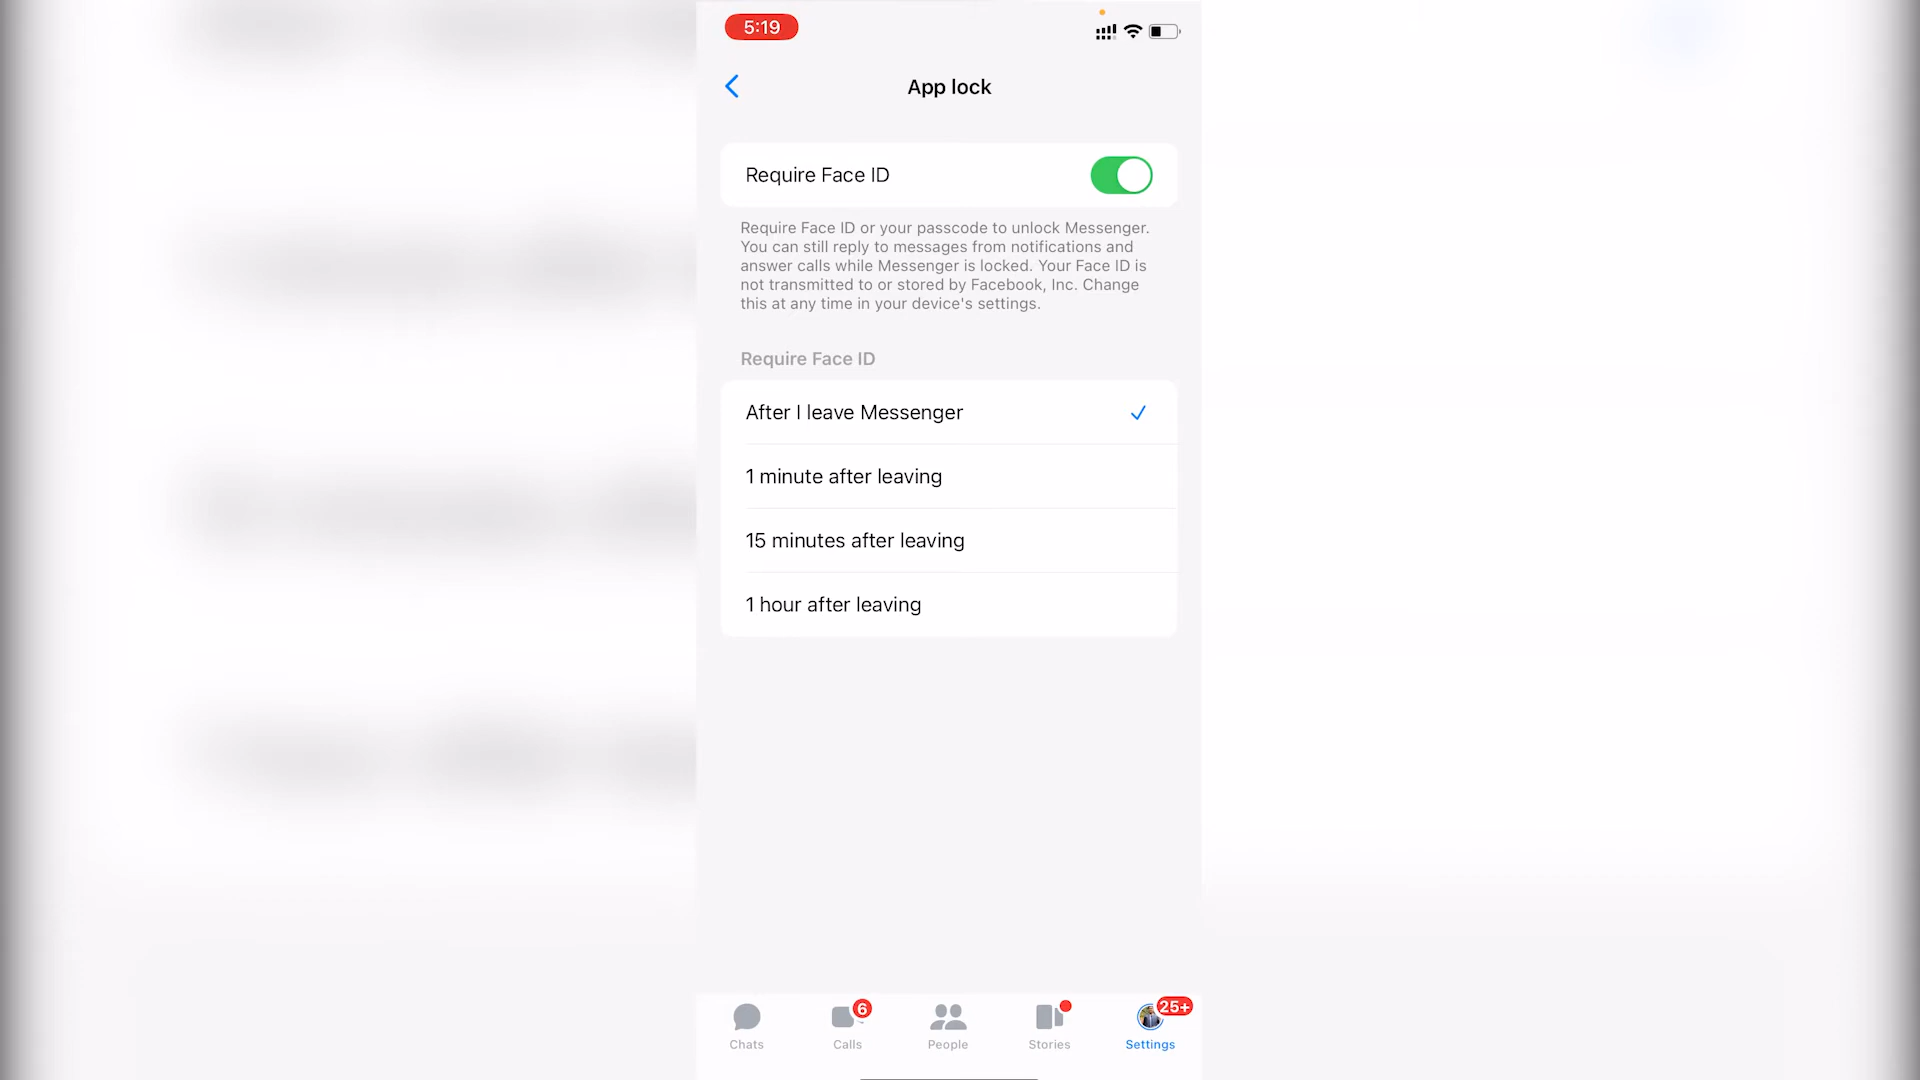 5:19
App lock
Require Face ID
Require Face ID or your passcode to unlock Messenger.
You can still reply to messages from notifications and
answer calls while Messenger is locked. Your Face ID is
not transmitted to or stored by Facebook, Inc. Change
this at any time in your device's settings.
Require Face ID
After I leave Messenger
1 minute after leaving
15 minutes after leaving
1 hour after leaving
6
25+
Chats
Calls
People
Stories
Settings